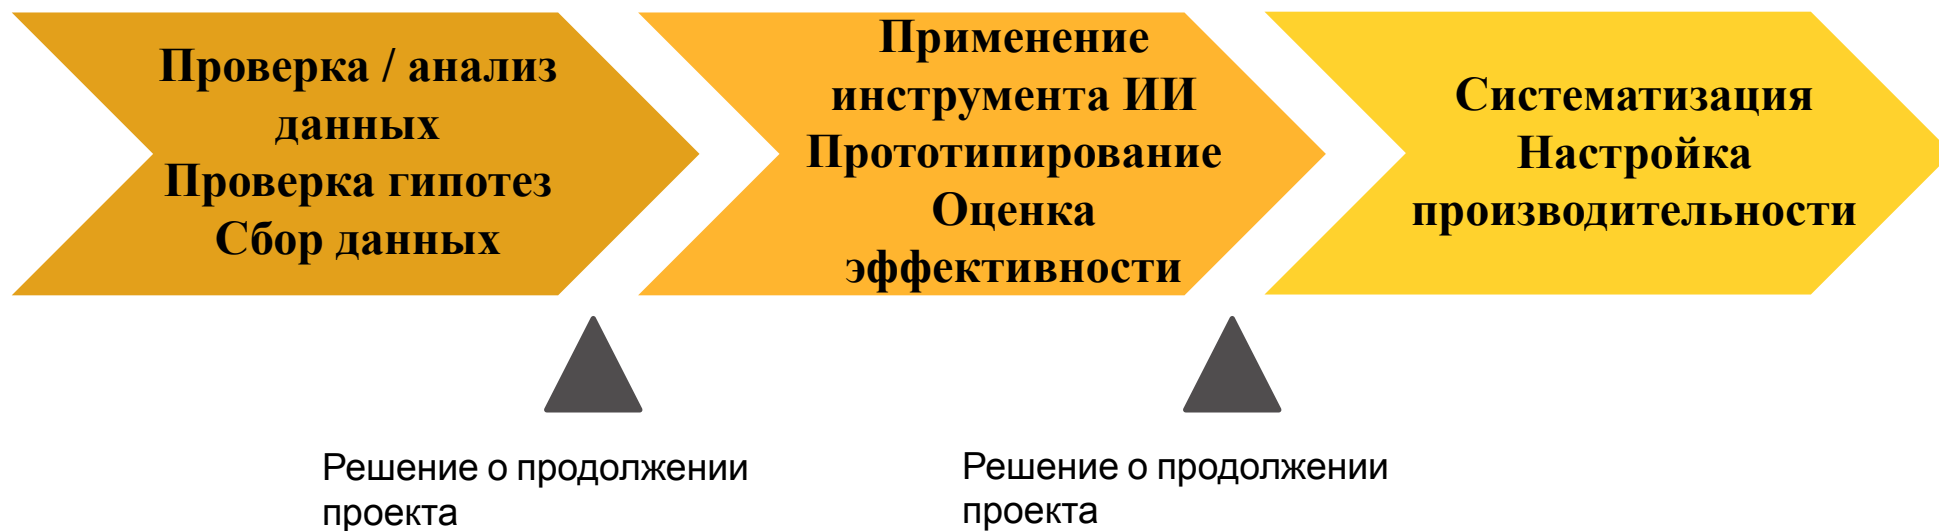 Проверка / анализ
данных
Проверка гипотез
Сбор данных
Применение
инструмента ИИ
Прототипирование
Оценка
эффективности
Систематизация
Настройка
производительности
Решение о продолжении
проекта
Решение о продолжении
проекта